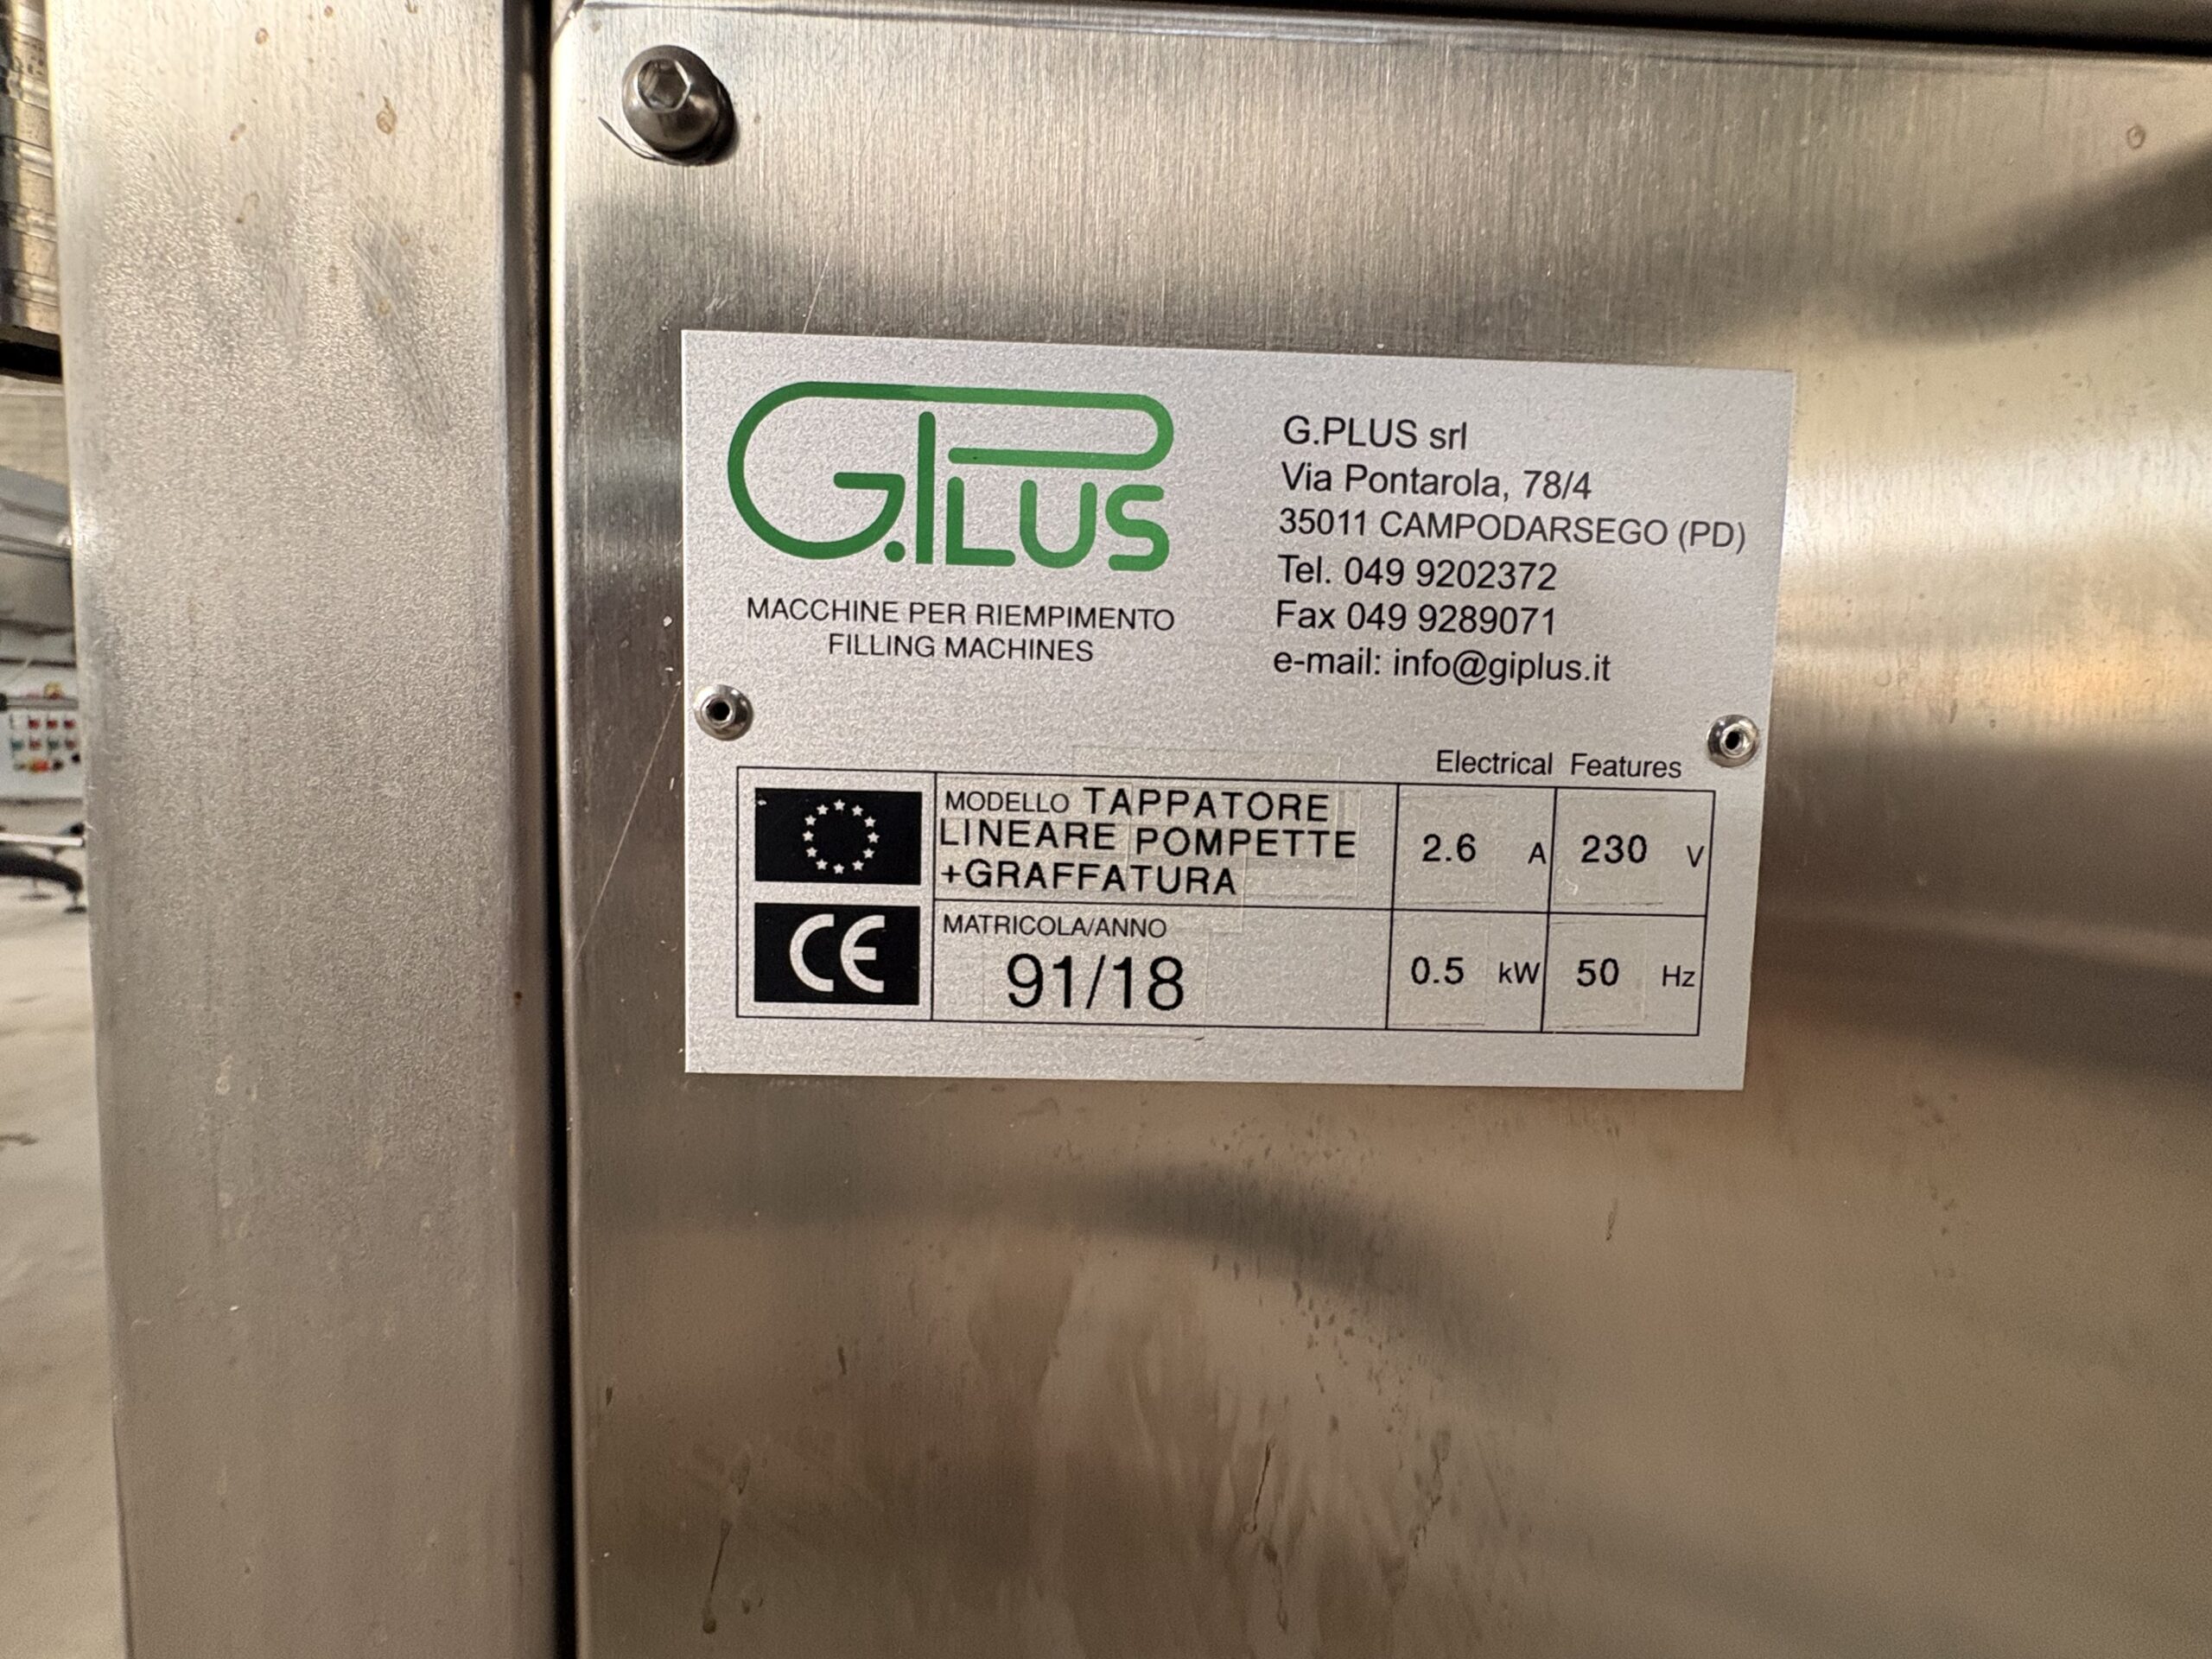 G.PLUS
MACCHINE PER RIEMPIMENTO
FILLING MACHINES
G.PLUS srl
Via Pontarola, 78/4
35011 CAMPODARSEGO (PD)
Tel. 049 9202372
Fax 049 9289071
e-mail: info@giplus.it
Electrical Features
MODELLO TAPPATORE
LINEARE POMPETTE
+GRAFFATURA
2.6 A 230 V
CE
MATRICOLA/ANNO
91/18
0.5 kW 50 Hz